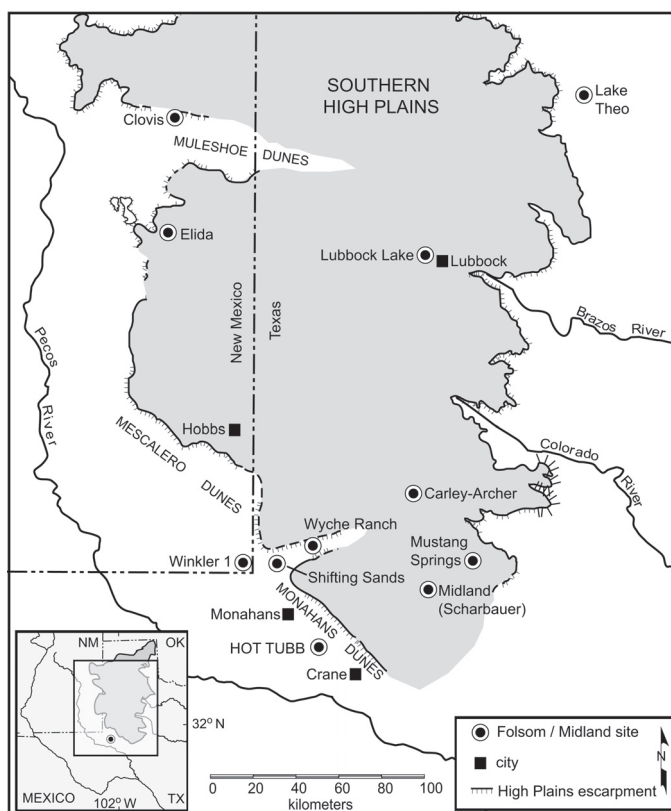 SOUTHERN
HIGH PLAINS
Lake
Theo
Clovis
MULESHOE DUNES
Elida
Lubbock Lake
Lubbock
New Mexico
Texas
Brazos River
Pecos
River
Hobbs
MESCALERO
DUNES
Colorado
River
Carley-Archer
Wyche Ranch
Mustang
Springs
Winkler 1
Shifting Sands
Midland
(Scharbauer)
MONAHANS
DUNES
Monahans
HOT TUBB
Crane
NM
OK
32° N
MEXICO
102° W
TX
0 20 40 60 80 100
kilometers
Folsom / Midland site
city
High Plains escarpment
N